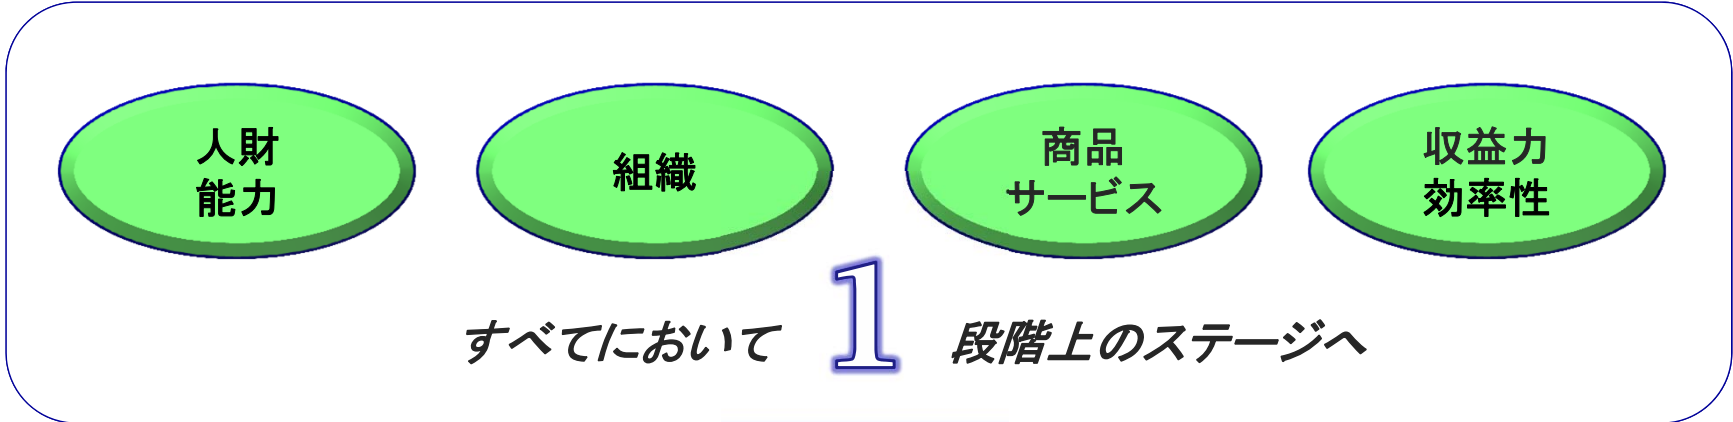 人財
能力
組織
商品
サービス
収益力
効率性
すべてにおいて 1 段階上のステージへ